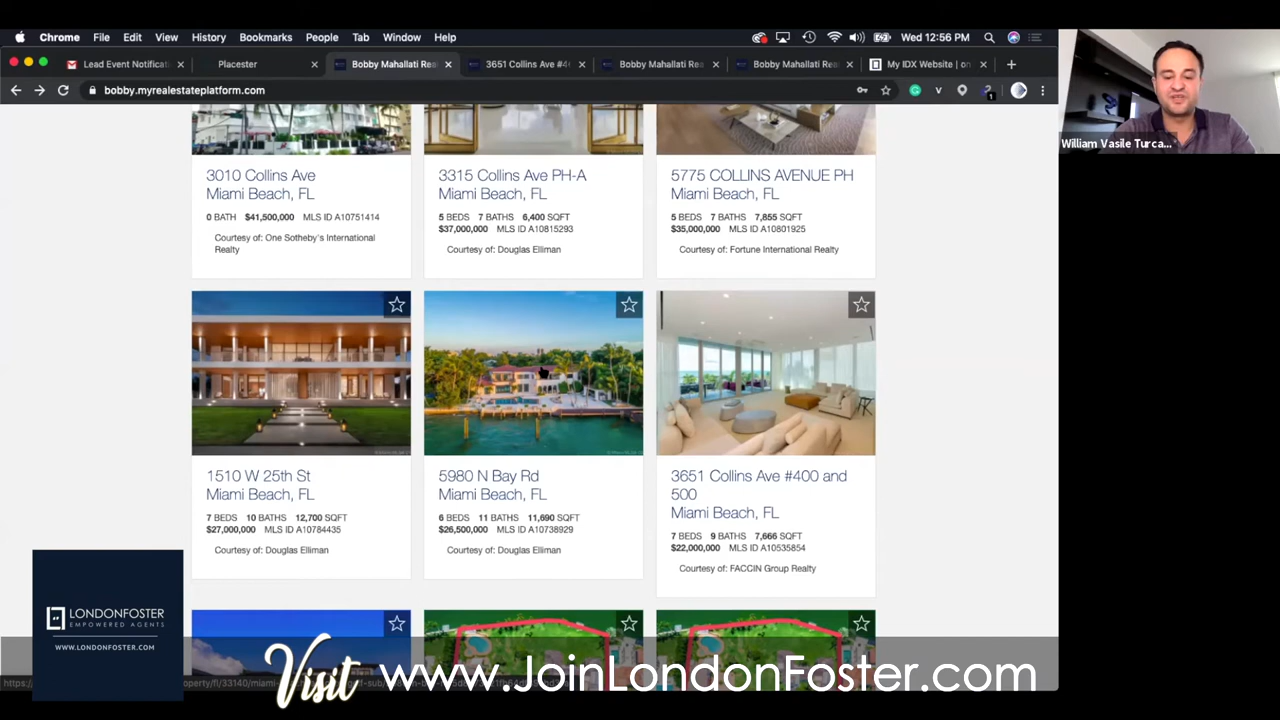 Chrome File Edit View History Bookmarks People Tab Window Help
Wed 12:56 PM
Lead Event Notificati
Placester
Bobby Mahallati Rea
3651 Collins Ave #4
Bobby Mahallati Rea
Bobby Mahallati Rea
My IDX Website | on
bobby.myrealestateplatform.com
William Vasile Turca...
3010 Collins Ave
Miami Beach, FL
0 BATH $41,500,000 MLS ID A10751414
Courtesy of: One Sotheby's International
Realty
3315 Collins Ave PH-A
Miami Beach, FL
5 BEDS 7 BATHS 6,400 SQFT
$37,000,000 MLS ID A10815293
Courtesy of: Douglas Elliman
5775 COLLINS AVENUE PH
Miami Beach, FL
5 BEDS 7 BATHS 7,855 SQFT
$35,000,000 MLS ID A10801925
Courtesy of: Fortune International Realty
1510 W 25th St
Miami Beach, FL
7 BEDS 10 BATHS 12,700 SQFT
$27,000,000 MLS ID A10784435
Courtesy of: Douglas Elliman
5980 N Bay Rd
Miami Beach, FL
6 BEDS 11 BATHS 11,690 SQFT
$26,500,000 MLS ID A10738929
Courtesy of: Douglas Elliman
3651 Collins Ave #400 and
500
Miami Beach, FL
7 BEDS 9 BATHS 7,666 SQFT
$22,000,000 MLS ID A10535854
Courtesy of: FACCIN Group Realty
LONDONFOSTER
EMPOWERED AGENTS
WWW.LONDONFOSTER.COM
Visit www.JoinLondonFoster.com